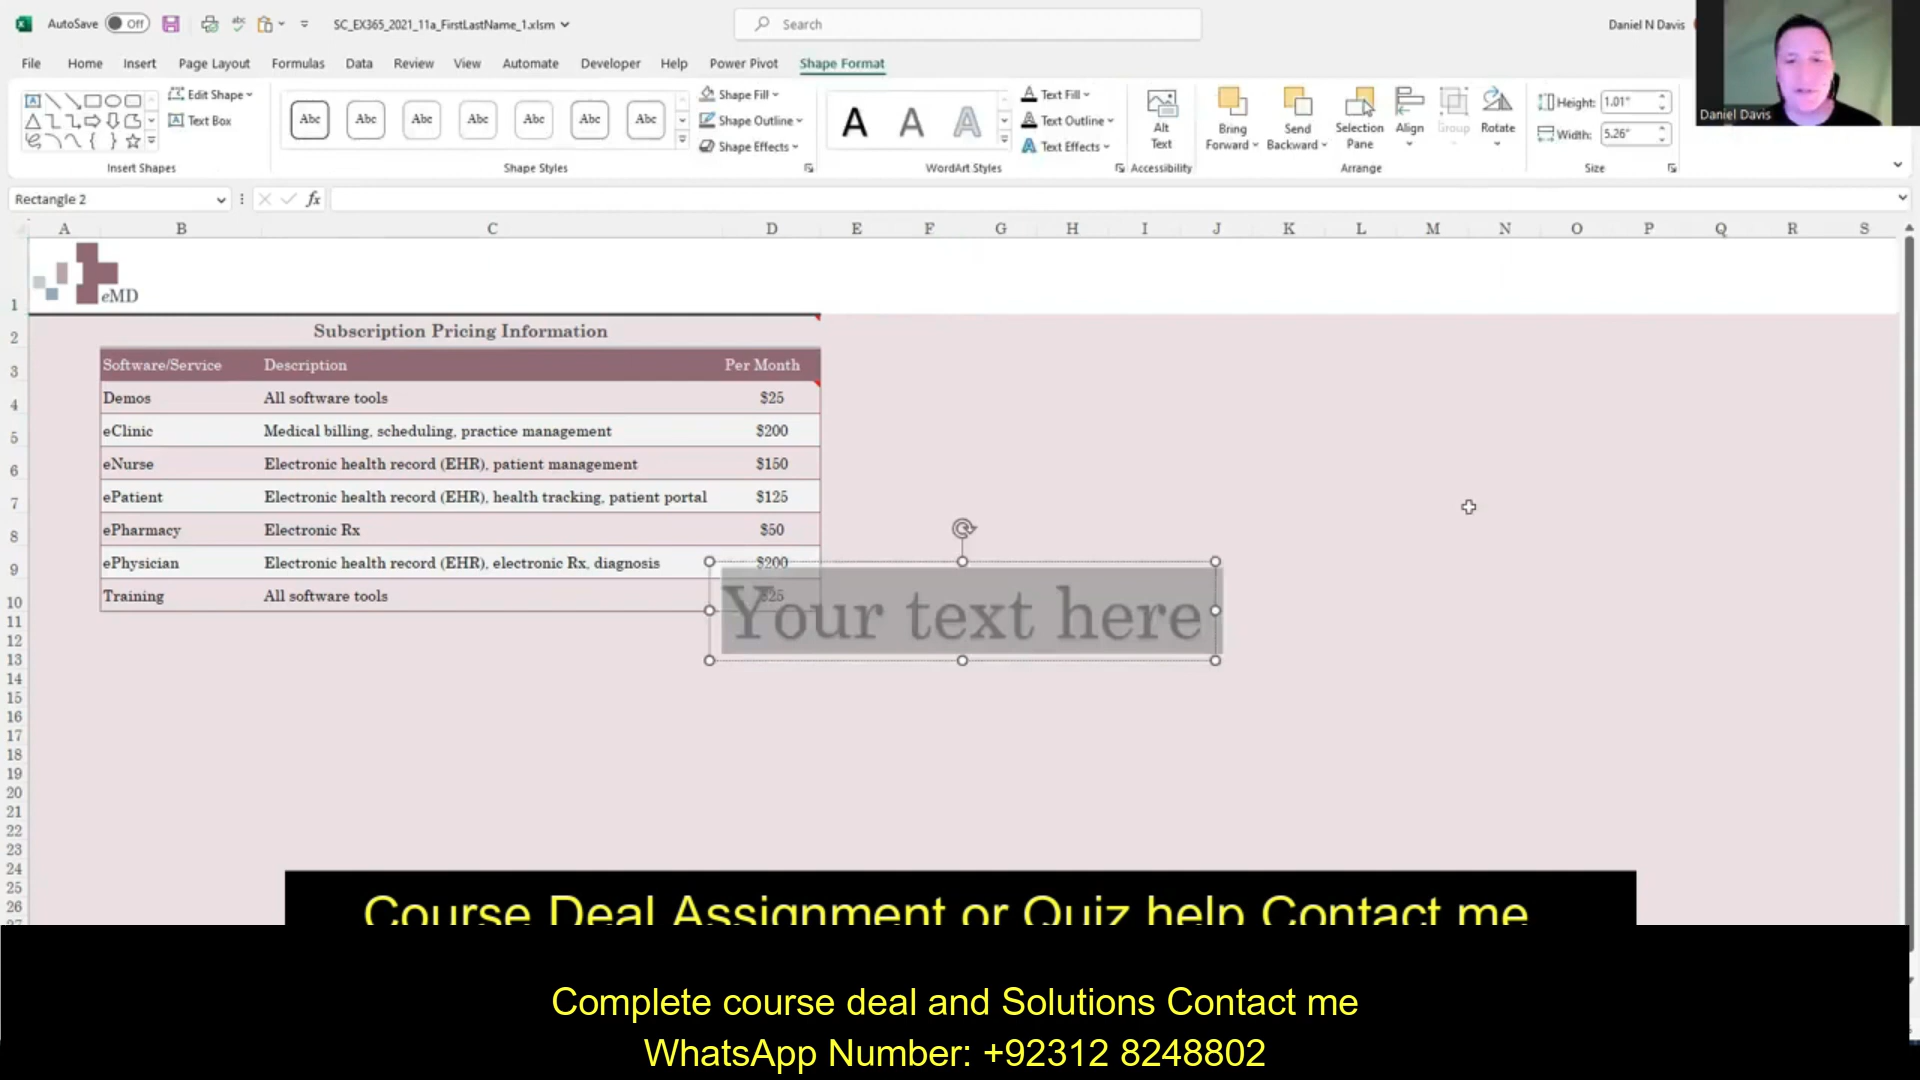 AutoSave Off SC_EX365_2021_11a_FirstLastName_1.xlsm Search Daniel N Davis
File Home Insert Page Layout Formulas Data Review View Automate Developer Help Power Pivot Shape Format
Edit Shape
Text Box
Insert Shapes
Abc Abc Abc Abc Abc Abc Abc
Shape Fill
Shape Outline
Shape Effects
Shape Styles
A A A
Text Fill
Text Outline
Text Effects
WordArt Styles
Alt Text
Accessibility
Bring Forward
Send Backward
Selection Pane
Align
Group
Rotate
Arrange
Height: 1.01"
Width: 5.26"
Size
Daniel Davis
Rectangle 2 fx
A B C D E F G H I J K L M N O P Q R S
eMD
1
2 Subscription Pricing Information
3 Software/Service Description Per Month
4 Demos All software tools $25
5 eClinic Medical billing, scheduling, practice management $200
6 eNurse Electronic health record (EHR), patient management $150
7 ePatient Electronic health record (EHR), health tracking, patient portal $125
8 ePharmacy Electronic Rx $50
9 ePhysician Electronic health record (EHR), electronic Rx, diagnosis $200
10 Training All software tools $25
Your text here
11
12
13
14
15
16
17
18
19
20
21
22
23
24
25
26
27
Course Deal Assignment or Quiz help Contact me
Complete course deal and Solutions Contact me
WhatsApp Number: +92312 8248802